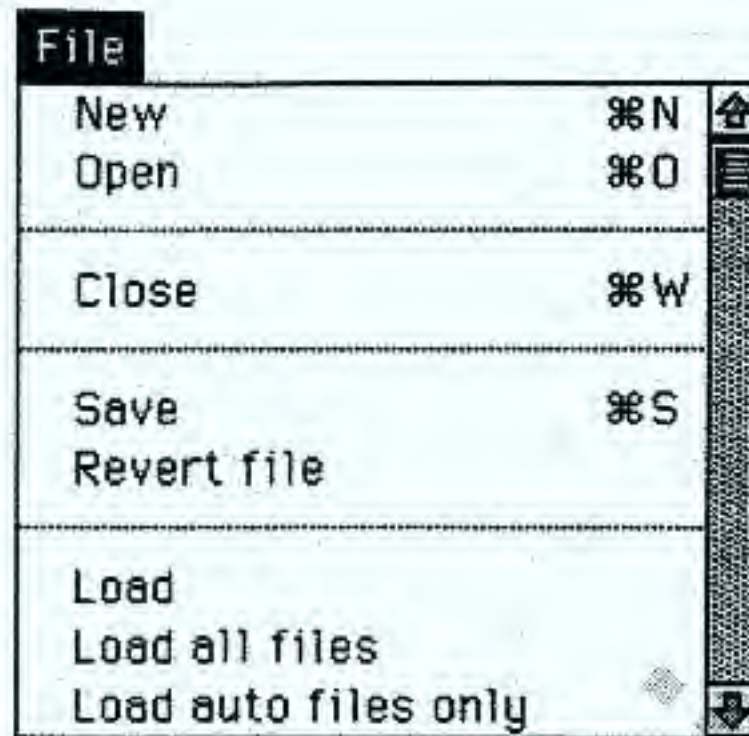 File
New ⌘N
Open ⌘O
Close ⌘W
Save ⌘S
Revert file
Load
Load all files
Load auto files only